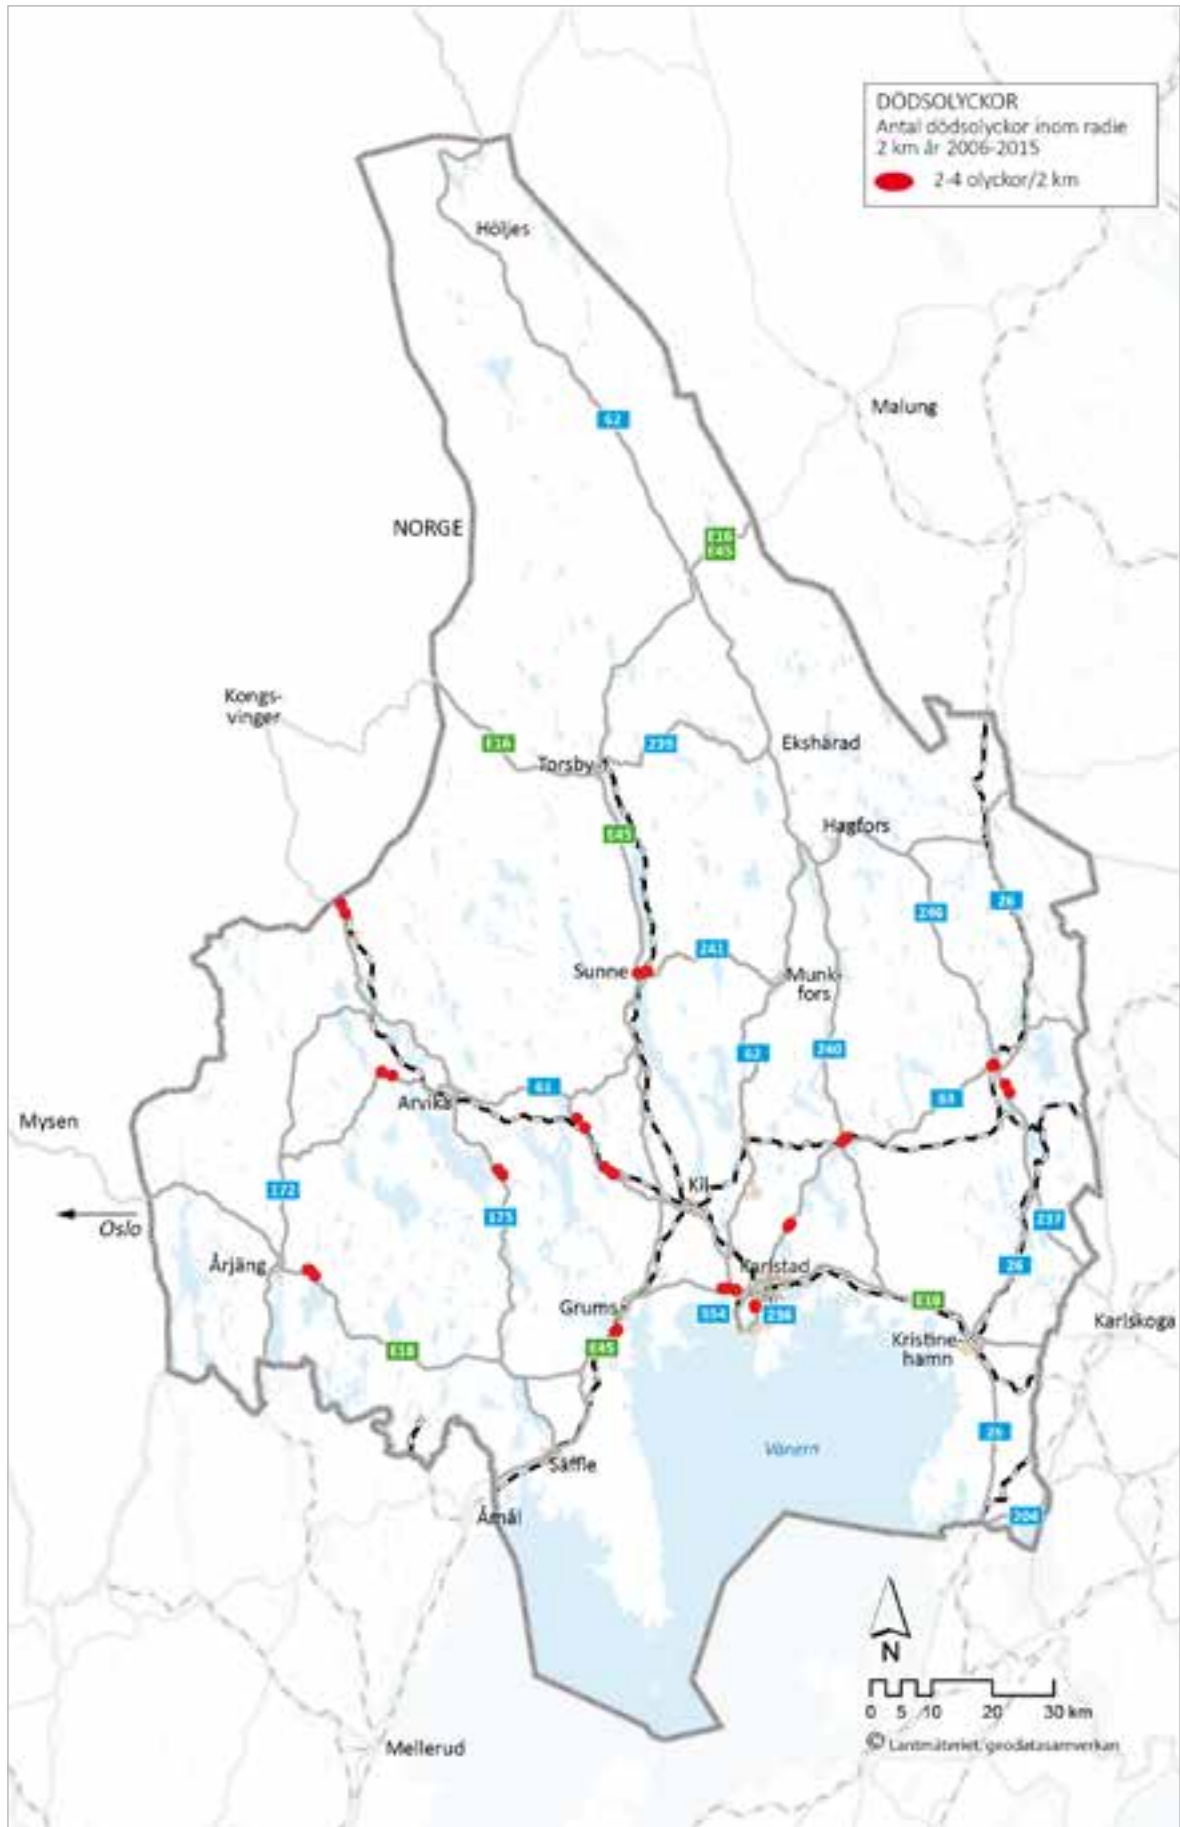 DÖDSOLYCKOR
Antal dödsolyckor inom radie
2 km år 2006-2015
2-4 olyckor/2 km
Höljes
Malung
62
NORGE
E16
E45
Kongs-
vinger
E16
Torsby
239
Ekshärad
E45
Hagfors
246
26
Sunne
241
Munk-
fors
62
240
61
63
Arvika
Mysen
172
Kil
175
237
Oslo
Årjäng
Karlstad
26
Grums
554
236
E18
Karlskoga
E45
E18
Kristine-
hamn
26
Vänern
Säffle
Åmål
204
N
0 5 10 20 30 km
© Lantmäteriet, geodatasamverkan
Mellerud